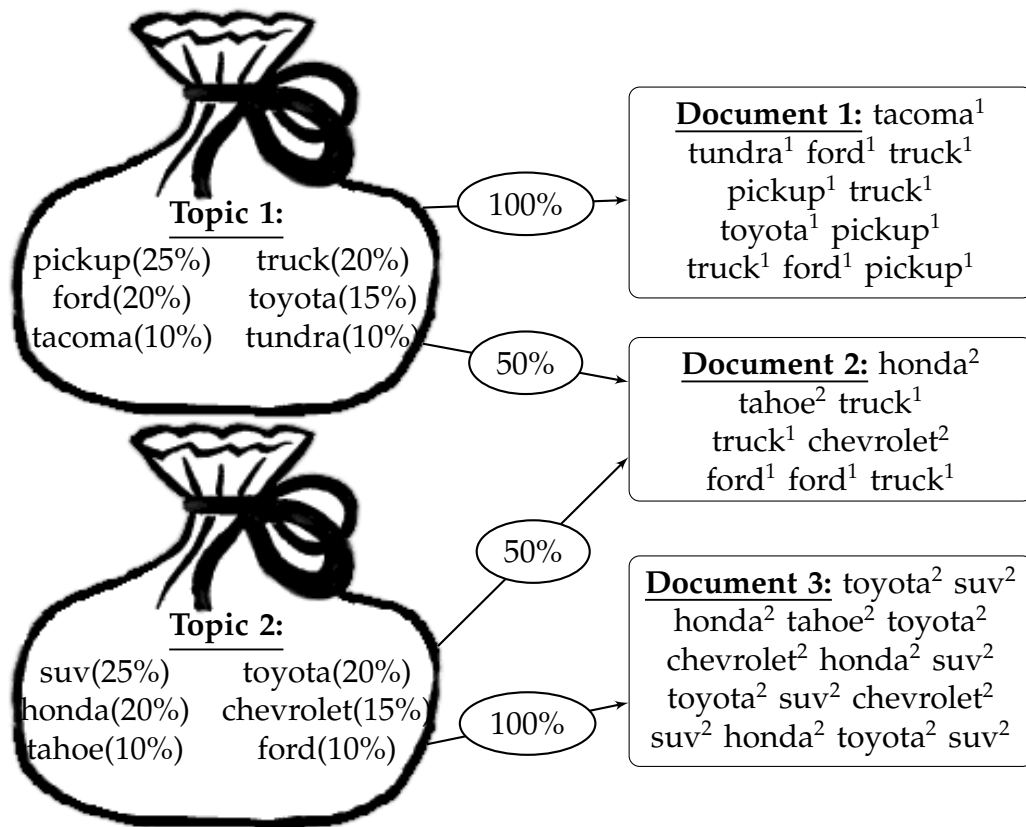 Topic 1:
pickup(25%) truck(20%)
ford(20%) toyota(15%)
tacoma(10%) tundra(10%)
100%
50%
Document 1: tacoma¹
tundra¹ ford¹ truck¹
pickup¹ truck¹
toyota¹ pickup¹
truck¹ ford¹ pickup¹
Document 2: honda²
tahoe² truck¹
truck¹ chevrolet²
ford¹ ford¹ truck¹
Topic 2:
suv(25%) toyota(20%)
honda(20%) chevrolet(15%)
tahoe(10%) ford(10%)
50%
100%
Document 3: toyota² suv²
honda² tahoe² toyota²
chevrolet² honda² suv²
toyota² suv² chevrolet²
suv² honda² toyota² suv²